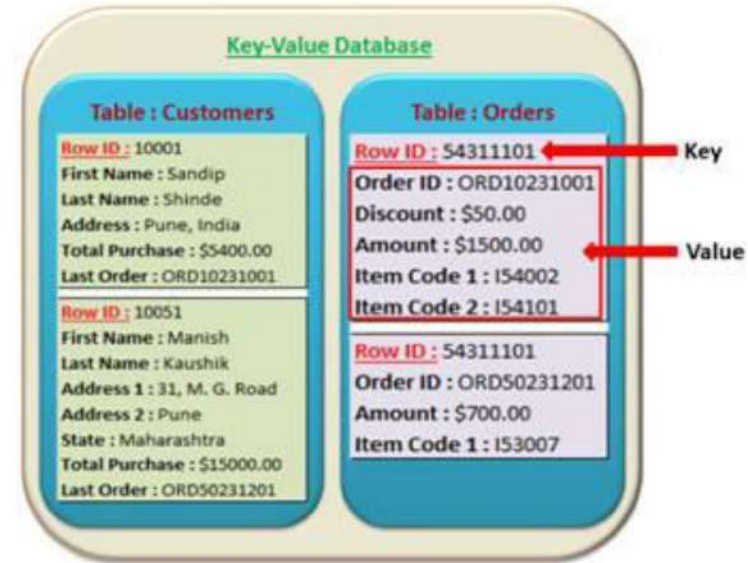 Key-Value Database
Table : Customers
Row ID : 10001
First Name : Sandip
Last Name : Shinde
Address : Pune, India
Total Purchase : $5400.00
Last Order : ORD10231001
Row ID : 10051
First Name : Manish
Last Name : Kaushik
Address 1 : 31, M. G. Road
Address 2 : Pune
State : Maharashtra
Total Purchase : $15000.00
Last Order : ORD50231201
Table : Orders
Row ID : 54311101
Order ID : ORD10231001
Discount : $50.00
Amount : $1500.00
Item Code 1 : I54002
Item Code 2 : I54101
Row ID : 54311101
Order ID : ORD50231201
Amount : $700.00
Item Code 1 : I53007
Key
Value